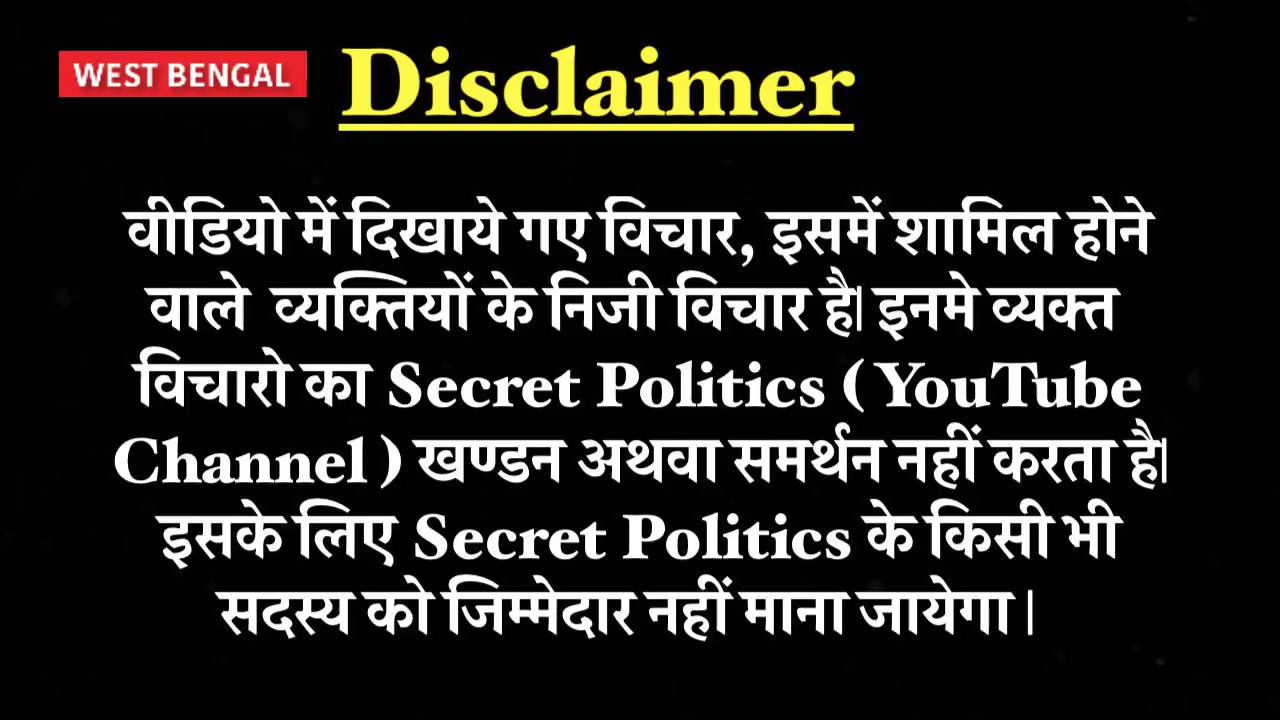 WEST BENGAL
Disclaimer
वीडियो में दिखाये गए विचार, इसमें शामिल होने
वाले व्यक्तियों के निजी विचार है| इनमे व्यक्त
विचारो का Secret Politics ( YouTube
Channel ) खण्डन अथवा समर्थन नहीं करता है|
इसके लिए Secret Politics के किसी भी
सदस्य को जिम्मेदार नहीं माना जायेगा |